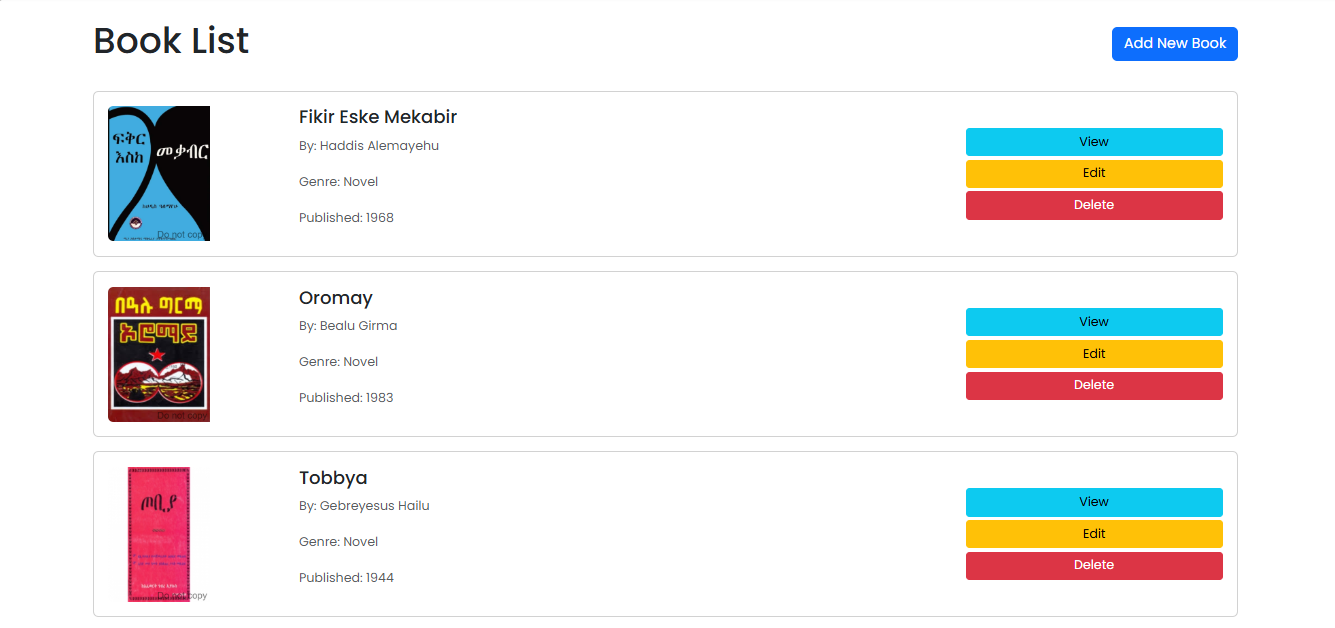 Book List
Add New Book
ፍቅር
እስከ
መቃብር
Do not copy
Fikir Eske Mekabir
By: Haddis Alemayehu
Genre: Novel
Published: 1968
View
Edit
Delete
በዓሉ ግርማ
ኦሮማይ
Do not copy
Oromay
By: Bealu Girma
Genre: Novel
Published: 1983
View
Edit
Delete
ጦቢያ
Do not copy
Tobbya
By: Gebreyesus Hailu
Genre: Novel
Published: 1944
View
Edit
Delete